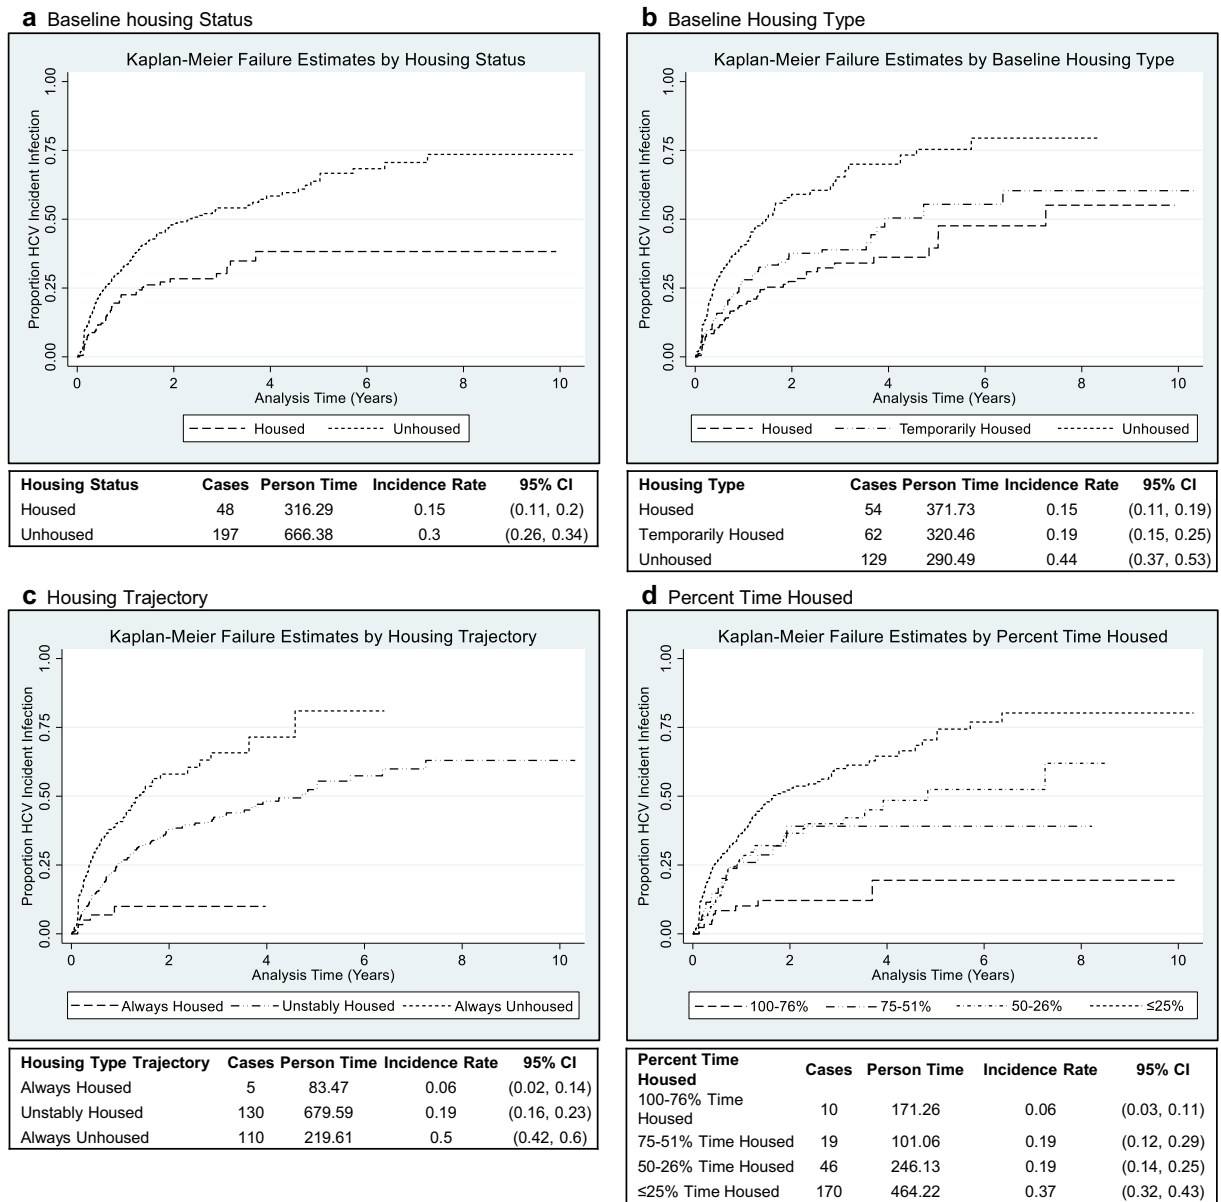 a Baseline housing Status
Kaplan-Meier Failure Estimates by Housing Status
Proportion HCV Incident Infection
1.00
0.75
0.50
0.25
0.00
0 2 4 6 8 10
Analysis Time (Years)
Housed Unhoused
Housing Status Cases Person Time Incidence Rate 95% CI
Housed 48 316.29 0.15 (0.11, 0.2)
Unhoused 197 666.38 0.3 (0.26, 0.34)
b Baseline Housing Type
Kaplan-Meier Failure Estimates by Baseline Housing Type
Proportion HCV Incident Infection
1.00
0.75
0.50
0.25
0.00
0 2 4 6 8 10
Analysis Time (Years)
Housed Temporarily Housed Unhoused
Housing Type Cases Person Time Incidence Rate 95% CI
Housed 54 371.73 0.15 (0.11, 0.19)
Temporarily Housed 62 320.46 0.19 (0.15, 0.25)
Unhoused 129 290.49 0.44 (0.37, 0.53)
c Housing Trajectory
Kaplan-Meier Failure Estimates by Housing Trajectory
Proportion HCV Incident Infection
1.00
0.75
0.50
0.25
0.00
0 2 4 6 8 10
Analysis Time (Years)
Always Housed Unstably Housed Always Unhoused
Housing Type Trajectory Cases Person Time Incidence Rate 95% CI
Always Housed 5 83.47 0.06 (0.02, 0.14)
Unstably Housed 130 679.59 0.19 (0.16, 0.23)
Always Unhoused 110 219.61 0.5 (0.42, 0.6)
d Percent Time Housed
Kaplan-Meier Failure Estimates by Percent Time Housed
Proportion HCV Incident Infection
1.00
0.75
0.50
0.25
0.00
0 2 4 6 8 10
Analysis Time (Years)
100-76% 75-51% 50-26% ≤25%
Percent Time
Housed Cases Person Time Incidence Rate 95% CI
100-76% Time
Housed 10 171.26 0.06 (0.03, 0.11)
75-51% Time Housed 19 101.06 0.19 (0.12, 0.29)
50-26% Time Housed 46 246.13 0.19 (0.14, 0.25)
≤25% Time Housed 170 464.22 0.37 (0.32, 0.43)